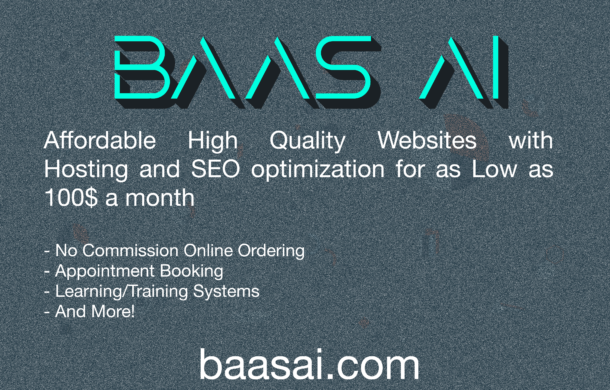 BAAS AI
Affordable High Quality Websites with
Hosting and SEO optimization for as Low as
100$ a month
- No Commission Online Ordering
- Appointment Booking
- Learning/Training Systems
- And More!
baasai.com